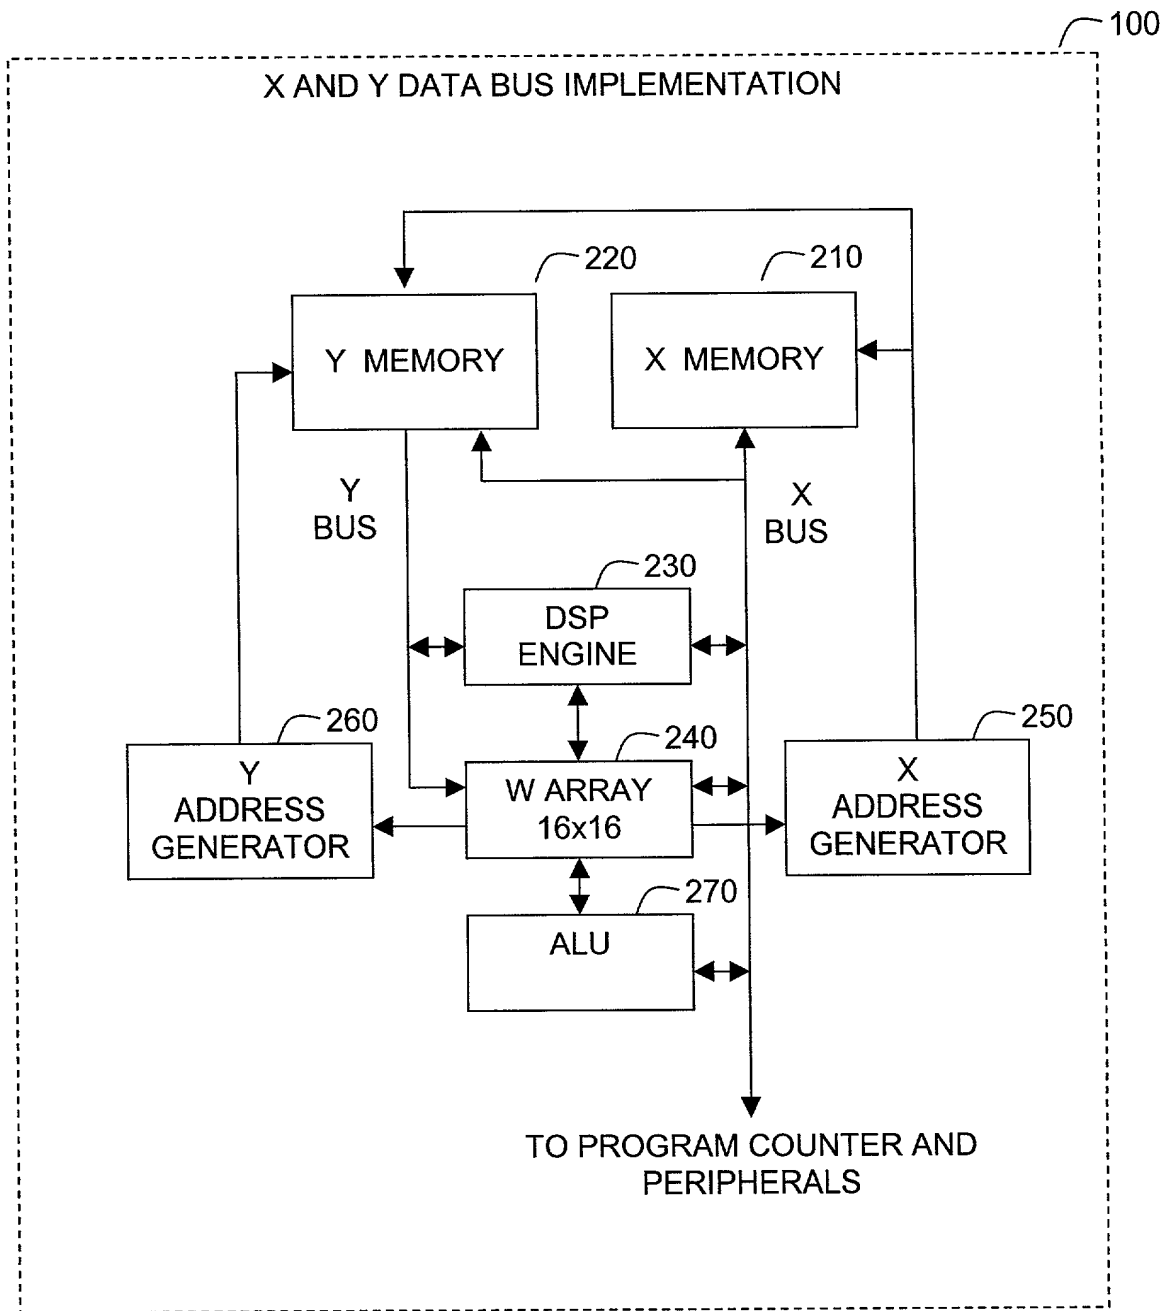 100
X AND Y DATA BUS IMPLEMENTATION
220
210
Y MEMORY
X MEMORY
Y
BUS
X
BUS
230
DSP
ENGINE
260
240
250
Y
ADDRESS
GENERATOR
W ARRAY
16x16
X
ADDRESS
GENERATOR
270
ALU
TO PROGRAM COUNTER AND
PERIPHERALS